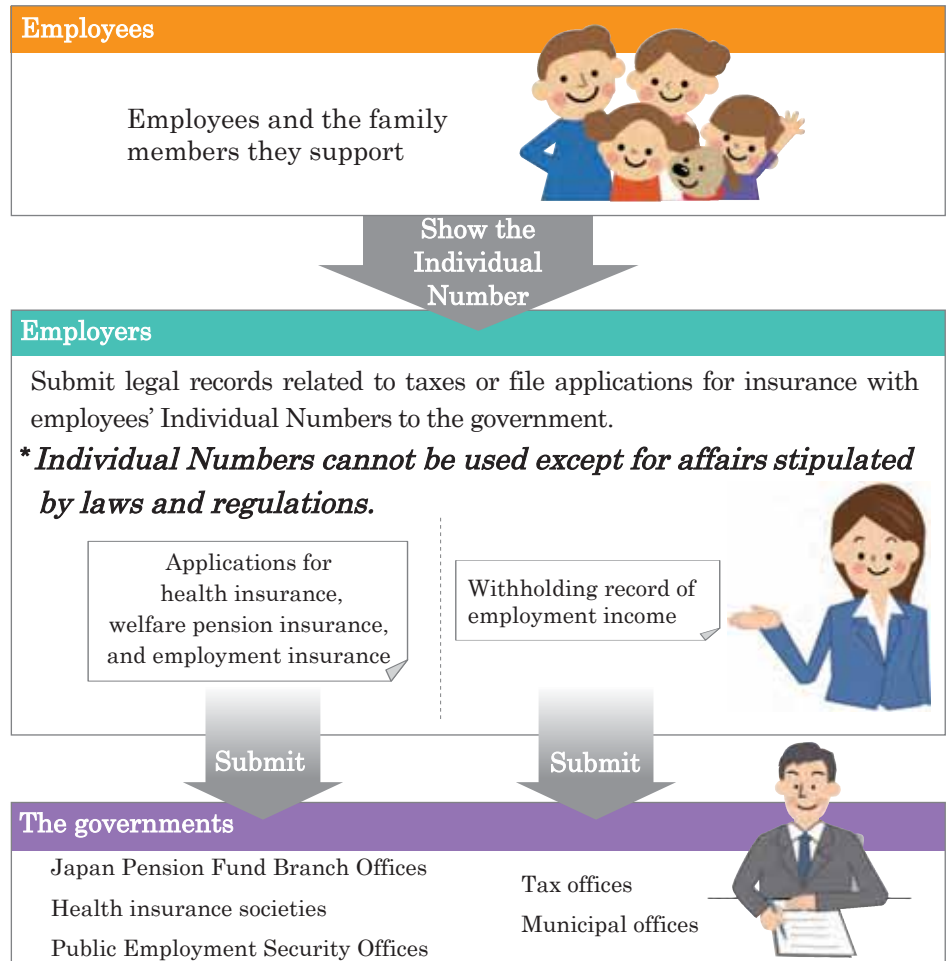 Employees
Employees and the family
members they support
Show the
Individual
Number
Employers
Submit legal records related to taxes or file applications for insurance with
employees’ Individual Numbers to the government.
* Individual Numbers cannot be used except for affairs stipulated
by laws and regulations.
Applications for
health insurance,
welfare pension insurance,
and employment insurance
Withholding record of
employment income
Submit
Submit
The governments
Japan Pension Fund Branch Offices
Health insurance societies
Public Employment Security Offices
Tax offices
Municipal offices